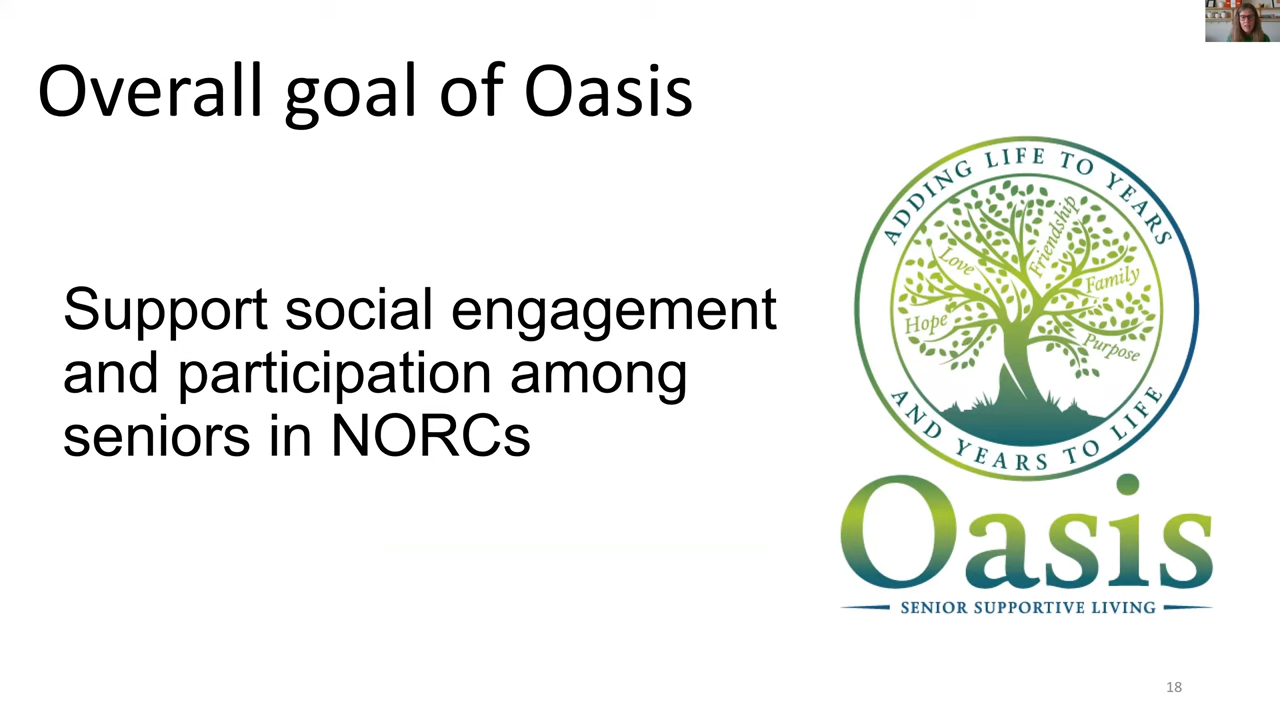 Overall goal of Oasis
Support social engagement
and participation among
seniors in NORCs
ADDING LIFE TO YEARS
Love
Friendship
Family
Hope
Purpose
AND YEARS TO LIFE
Oasis
SENIOR SUPPORTIVE LIVING
18